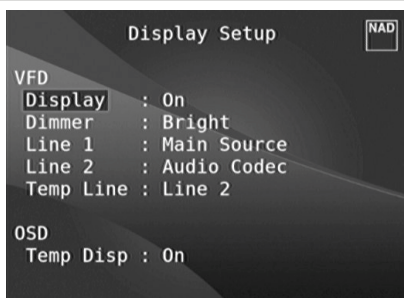 Display Setup
NAD
VFD
Display : On
Dimmer : Bright
Line 1 : Main Source
Line 2 : Audio Codec
Temp Line : Line 2
OSD
Temp Disp : On